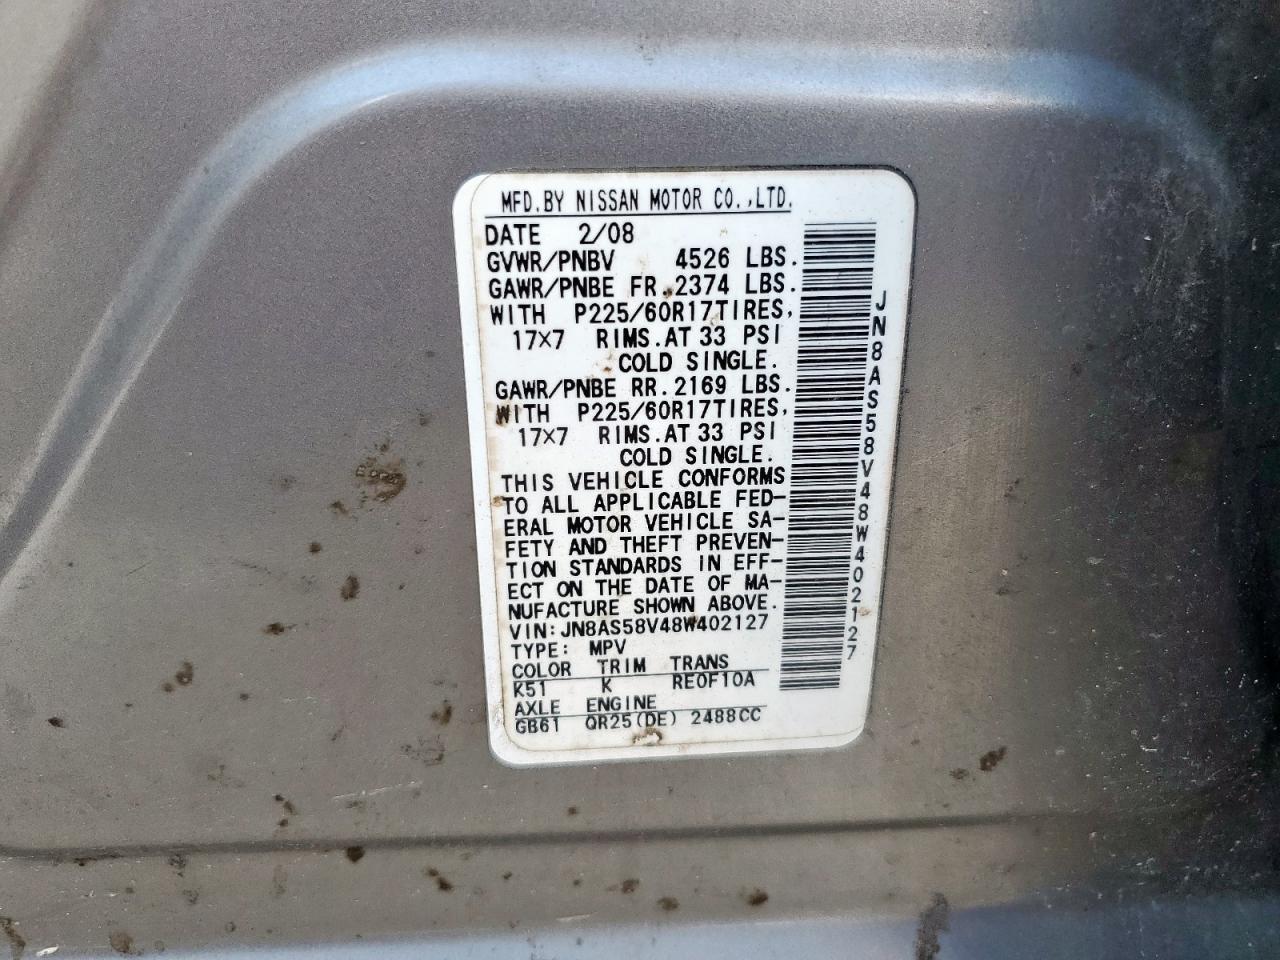 MFD.BY NISSAN MOTOR CO.,LTD.
DATE 2/08
GVWR/PNBV 4526 LBS.
GAWR/PNBE FR.2374 LBS.
WITH P225/60R17TIRES,
17×7 RIMS.AT 33 PSI
COLD SINGLE.
GAWR/PNBE RR.2169 LBS.
WITH P225/60R17TIRES,
17×7 RIMS.AT 33 PSI
COLD SINGLE.
THIS VEHICLE CONFORMS
TO ALL APPLICABLE FED-
ERAL MOTOR VEHICLE SA-
FETY AND THEFT PREVEN-
TION STANDARDS IN EFF-
ECT ON THE DATE OF MA-
NUFACTURE SHOWN ABOVE.
VIN:JN8AS58V48W402127
TYPE: MPV
COLOR TRIM TRANS
K51 K RE0F10A
AXLE ENGINE
GB61 QR25(DE) 2488CC
JN8AS58V48W402127